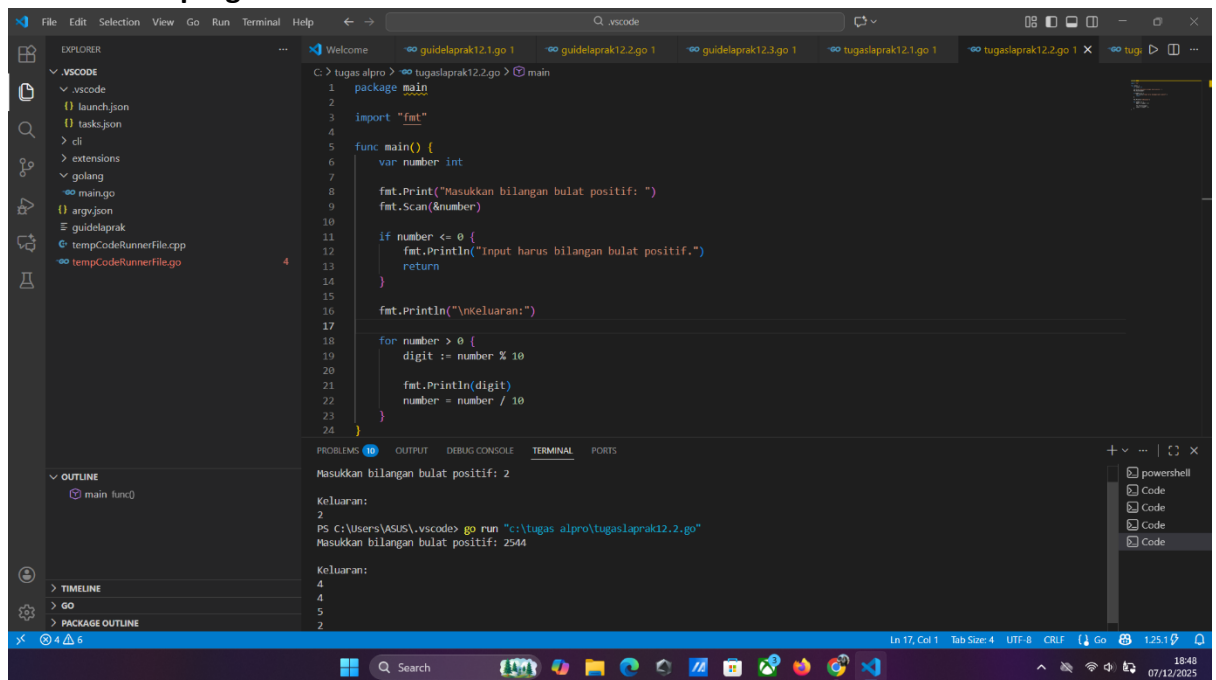 File Edit Selection View Go Run Terminal Help
.vscode
EXPLORER
.VSCODE
.vscode
launch.json
tasks.json
cli
extensions
golang
main.go
argv.json
guidelaprak
tempCodeRunnerFile.cpp
tempCodeRunnerFile.go 4
OUTLINE
main func()
TIMELINE
GO
PACKAGE OUTLINE
Welcome guidelaprak12.1.go 1 guidelaprak12.2.go 1 guidelaprak12.3.go 1 tugaslaprak12.1.go 1 tugaslaprak12.2.go 1 tuga
C: > tugas alpro > tugaslaprak12.2.go > main
1 package main
2
3 import "fmt"
4
5 func main() {
6 var number int
7
8 fmt.Print("Masukkan bilangan bulat positif: ")
9 fmt.Scan(&number)
10
11 if number <= 0 {
12 fmt.Println("Input harus bilangan bulat positif.")
13 return
14 }
15
16 fmt.Println("\nKeluaran:")
17
18 for number > 0 {
19 digit := number % 10
20
21 fmt.Println(digit)
22 number = number / 10
23 }
24 }
PROBLEMS 10 OUTPUT DEBUG CONSOLE TERMINAL PORTS
Masukkan bilangan bulat positif: 2

Keluaran:
2
PS C:\Users\ASUS\.vscode> go run "c:\tugas alpro\tugaslaprak12.2.go"
Masukkan bilangan bulat positif: 2544

Keluaran:
4
4
5
2
powershell
Code
Code
Code
Code
4 6
Ln 17, Col 1 Tab Size: 4 UTF-8 CRLF Go 1.25.1
Search
18:48
07/12/2025